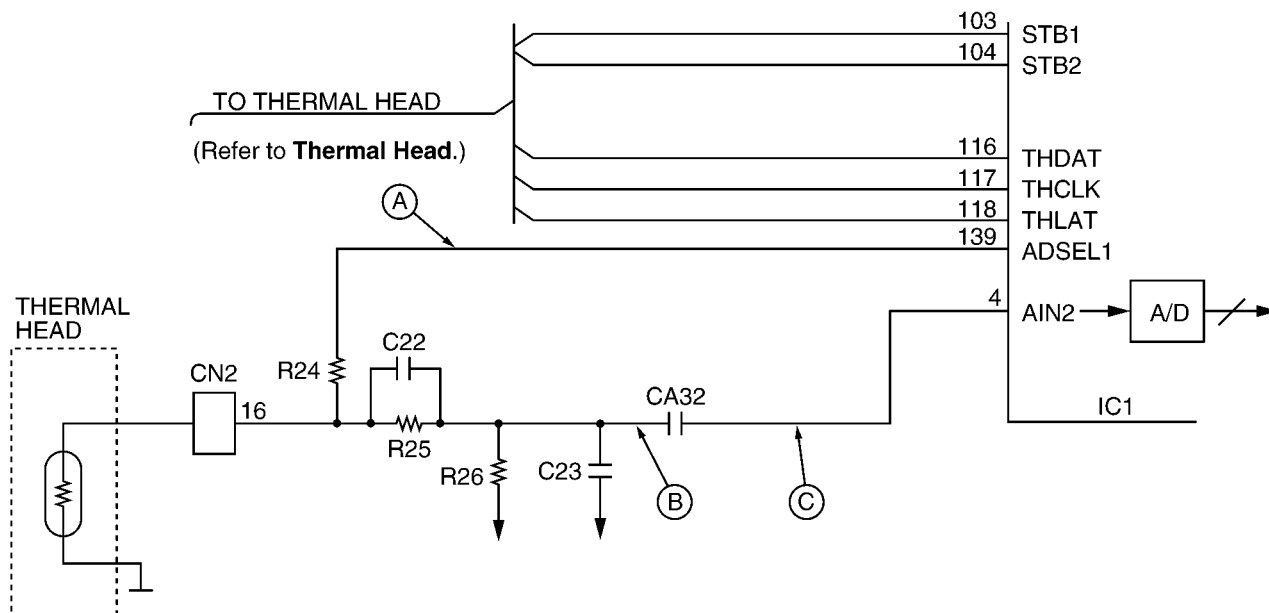 103
STB1
104
STB2
TO THERMAL HEAD
(Refer to Thermal Head.)
116
THDAT
117
THCLK
118
THLAT
A
139
ADSEL1
4
AIN2
A/D
THERMAL
HEAD
C22
R24
CN2
16
CA32
IC1
R25
R26
C23
B
C